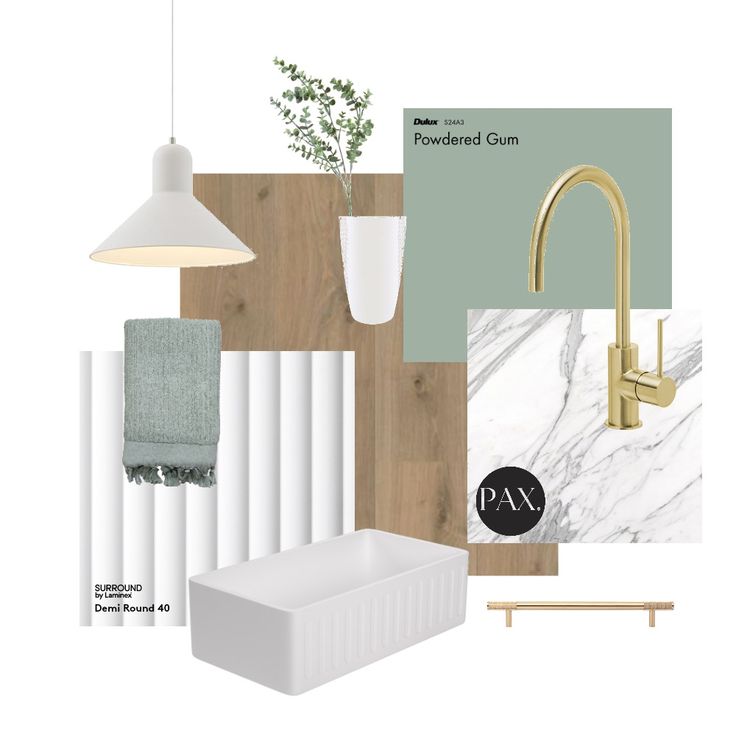 Dulux S24A3
Powdered Gum
PAX.
SURROUND
by Laminex
Demi Round 40